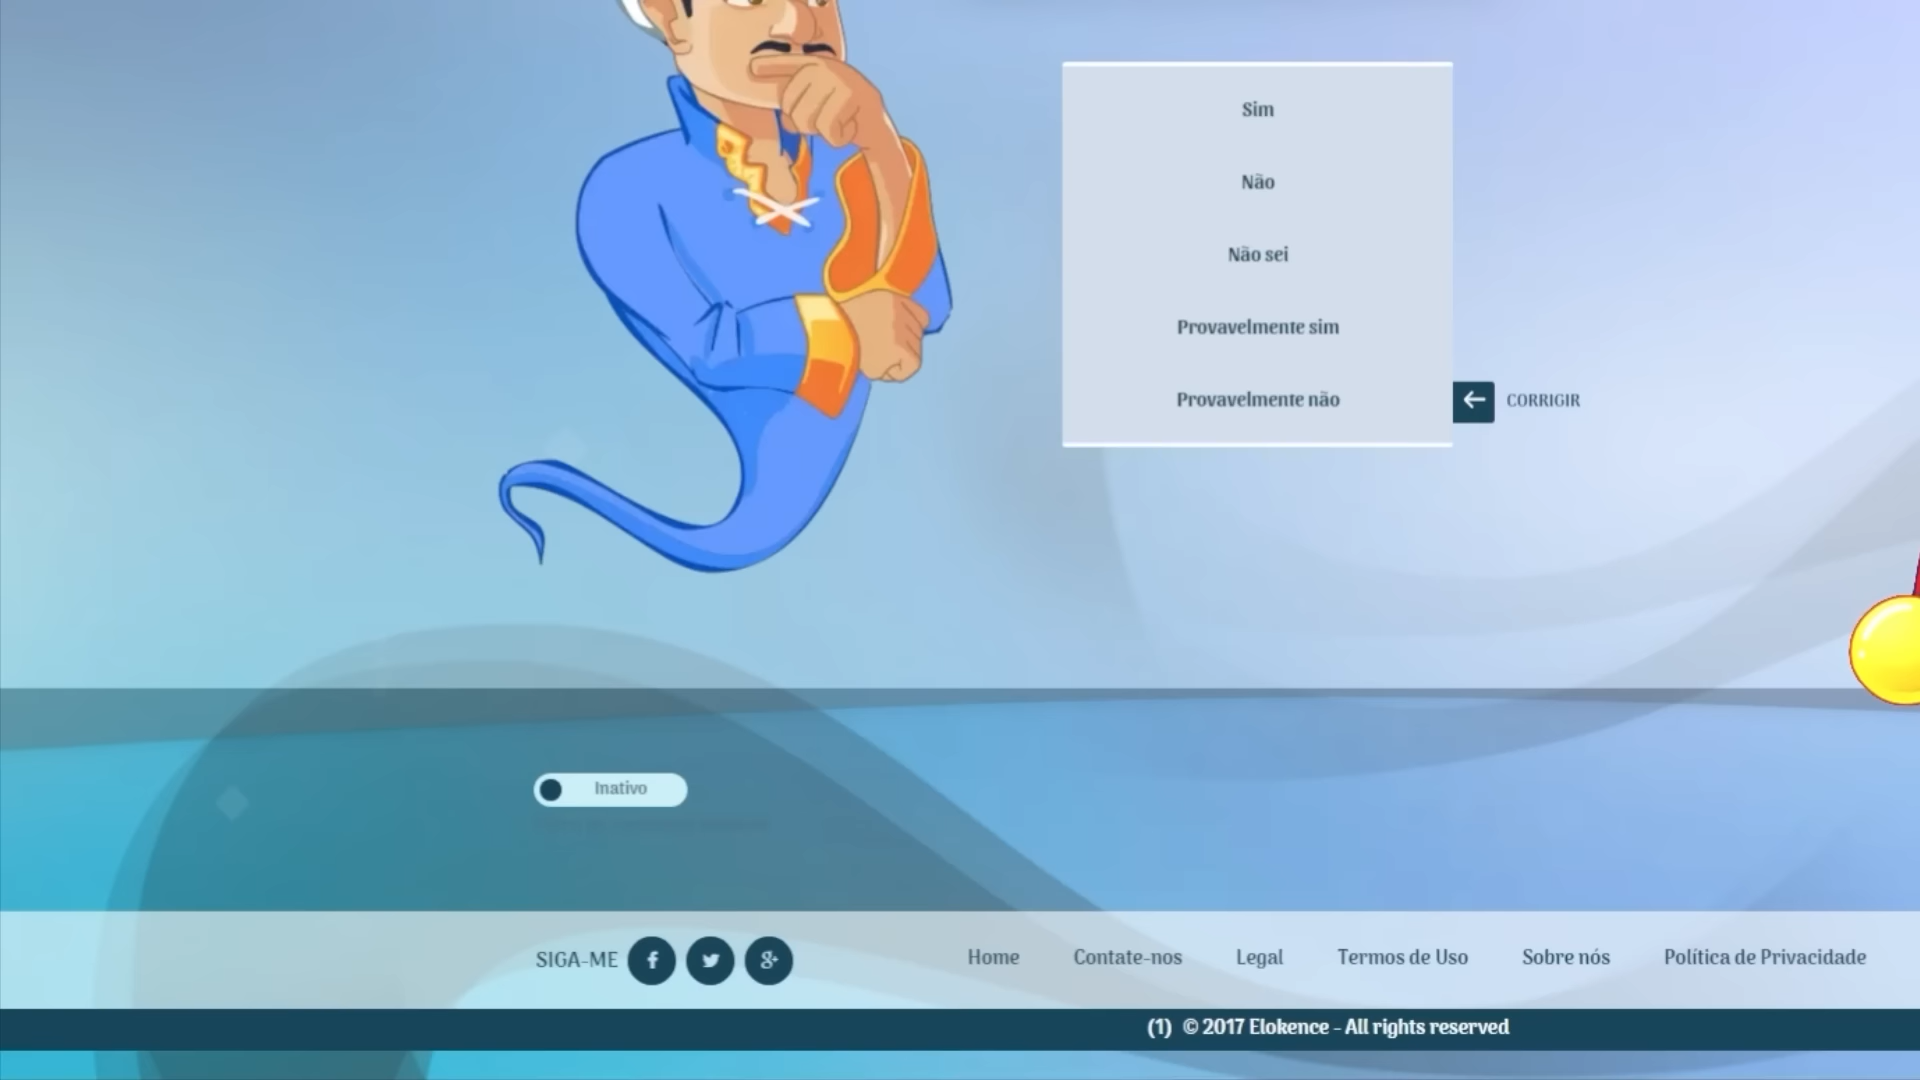 Sim
Não
Não sei
Provavelmente sim
Provavelmente não
CORRIGIR
Inativo
SIGA-ME
Home Contate-nos Legal Termos de Uso Sobre nós Política de Privacidade
(1) © 2017 Elokence - All rights reserved